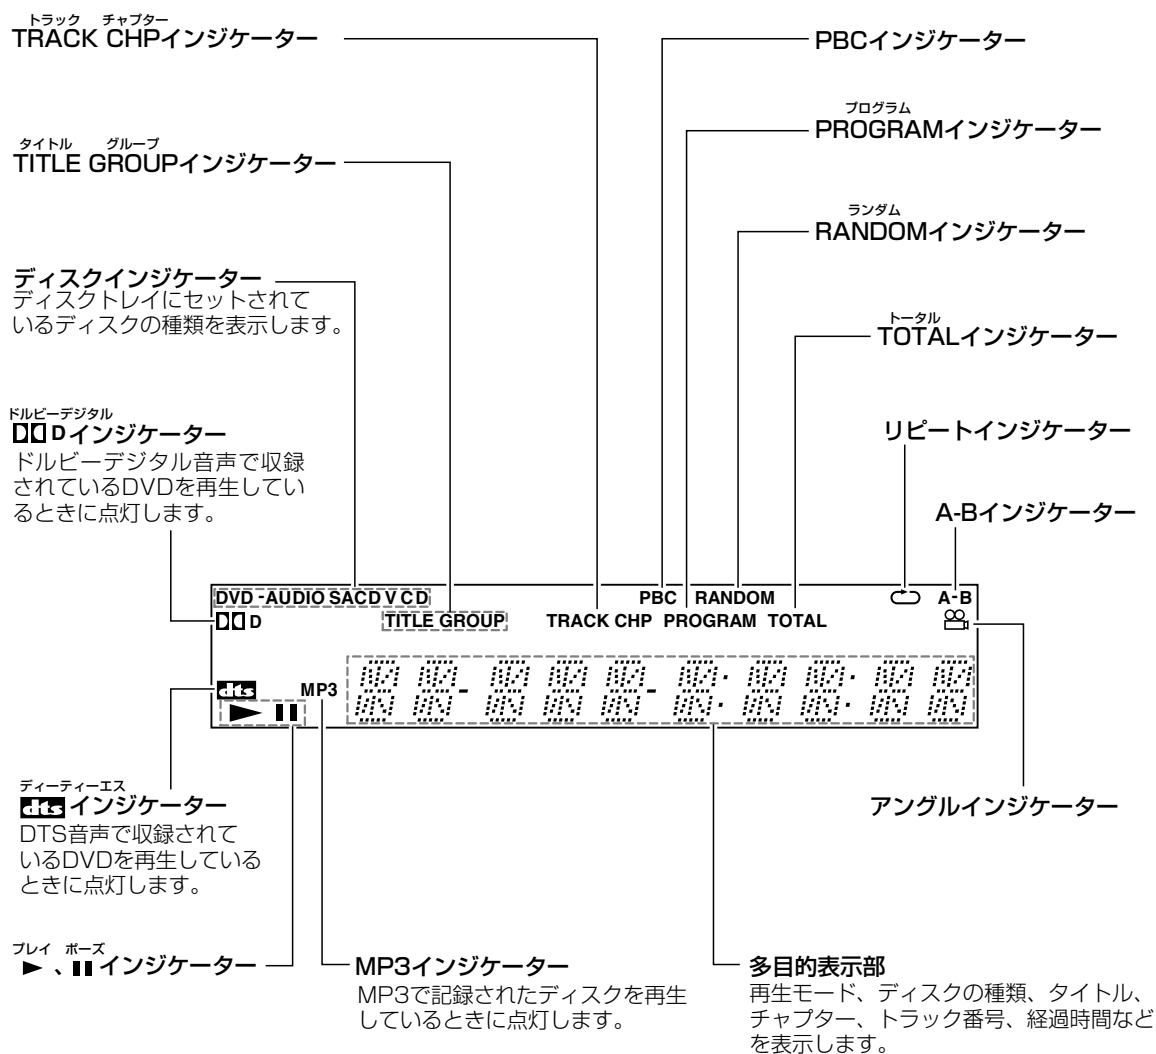 トラック チャプター
TRACK CHPインジケーター
PBCインジケーター
プログラム
PROGRAMインジケーター
タイトル グループ
TITLE GROUPインジケーター
ランダム
RANDOMインジケーター
ディスクインジケーター
ディスクトレイにセットされて
いるディスクの種類を表示します。
トータル
TOTALインジケーター
ドルビーデジタル
Dインジケーター
ドルビーデジタル音声で収録
されているDVDを再生してい
るときに点灯します。
リピートインジケーター
A-Bインジケーター
DVD -AUDIO SACD V CD
PBC RANDOM
A-B
D
TITLE GROUP
TRACK CHP PROGRAM TOTAL
dts
MP3
ディーティーエス
dtsインジケーター
DTS音声で収録されて
いるDVDを再生している
ときに点灯します。
アングルインジケーター
プレイ ポーズ
►、❚❚インジケーター
MP3インジケーター
MP3で記録されたディスクを再生
しているときに点灯します。
多目的表示部
再生モード、ディスクの種類、タイトル、
チャプター、トラック番号、経過時間など
を表示します。